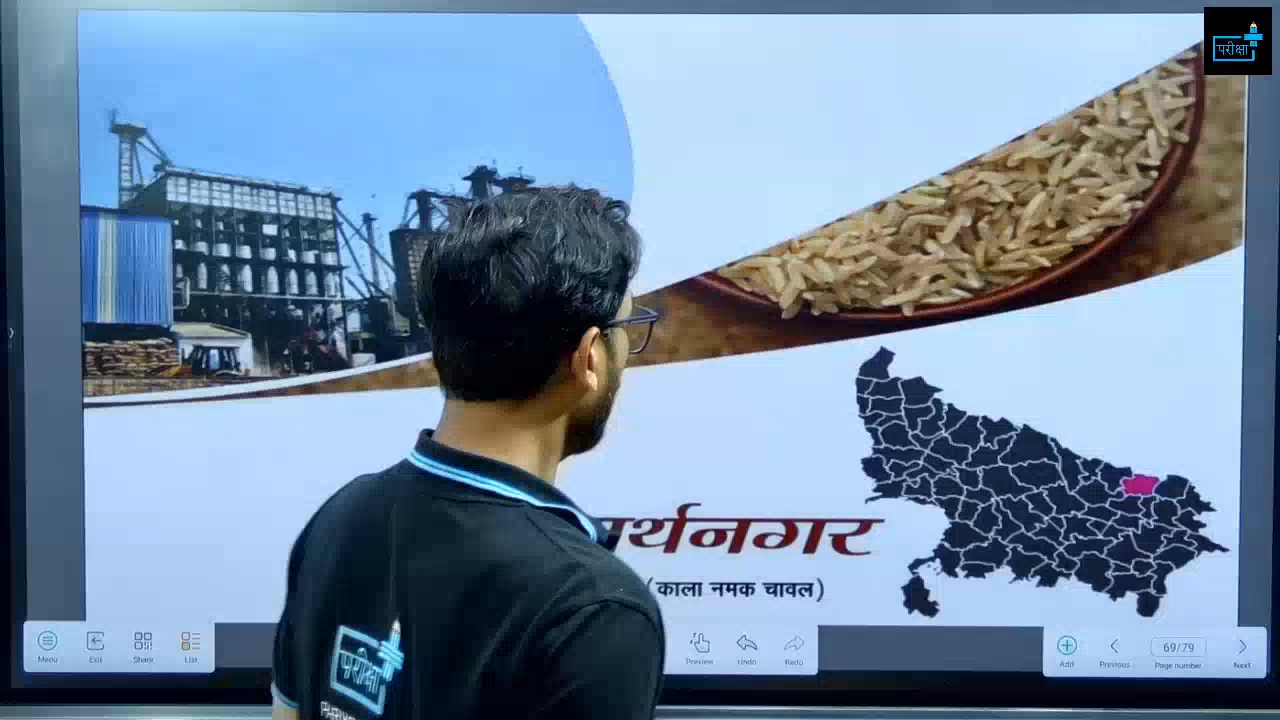 परीक्षा
र्थनगर
(काला नमक चावल)
Menu
Exit
Share
List
Preview
Undo
Redo
Add
Previous
69/79
Page number
Next
परीक्षा